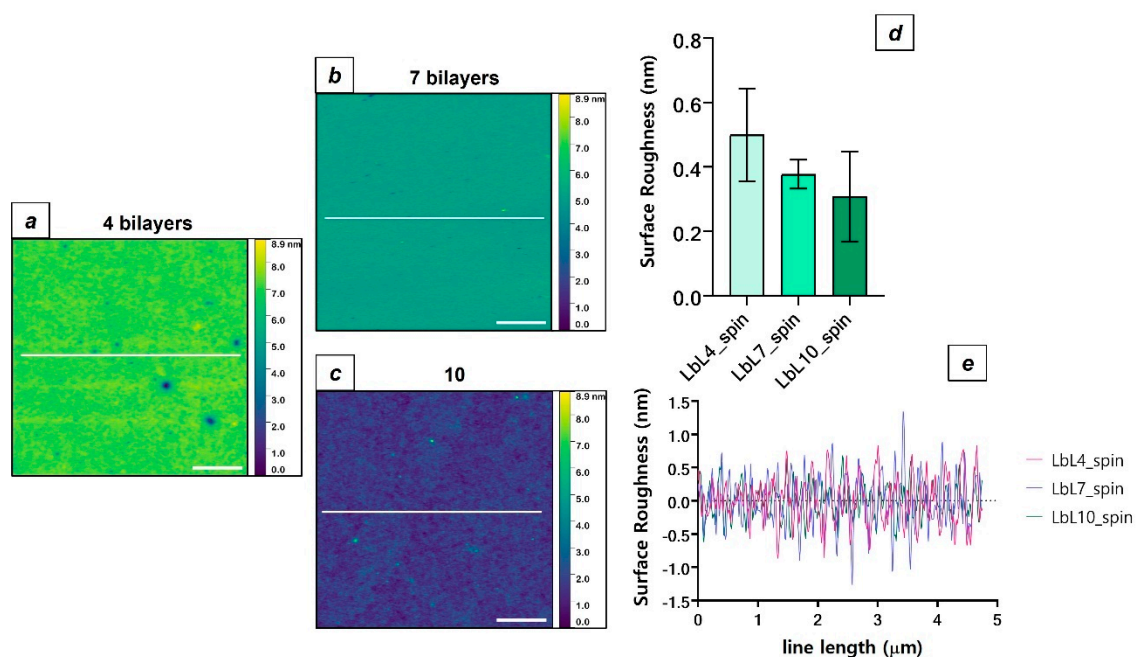 a
4 bilayers
8.9 nm
8.0
7.0
6.0
5.0
4.0
3.0
2.0
1.0
0.0
b
7 bilayers
8.9 nm
8.0
7.0
6.0
5.0
4.0
3.0
2.0
1.0
0.0
c
10
8.9 nm
8.0
7.0
6.0
5.0
4.0
3.0
2.0
1.0
0.0
d
Surface Roughness (nm)
0.8
0.6
0.4
0.2
0.0
LbL4_spin
LbL7_spin
LbL10_spin
e
Surface Roughness (nm)
1.5
1.0
0.5
0.0
-0.5
-1.0
-1.5
0
1
2
3
4
5
line length (μm)
LbL4_spin
LbL7_spin
LbL10_spin